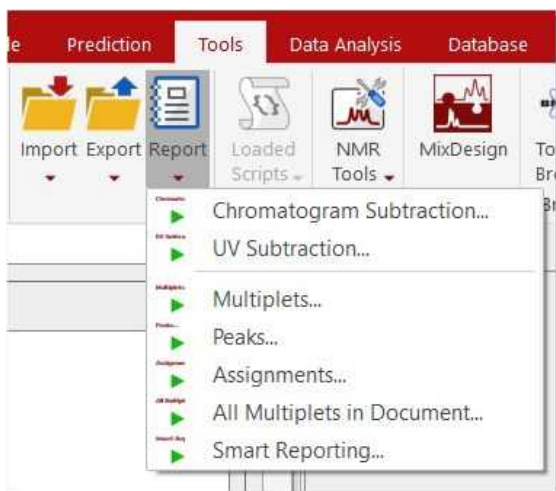 le Prediction Tools Data Analysis Database
Import Export Report Loaded Scripts NMR Tools MixDesign To
Br
Br
Chromatogram Subtraction...
UV Subtraction...
Multiplets...
Peaks...
Assignments...
All Multiplets in Document...
Smart Reporting...